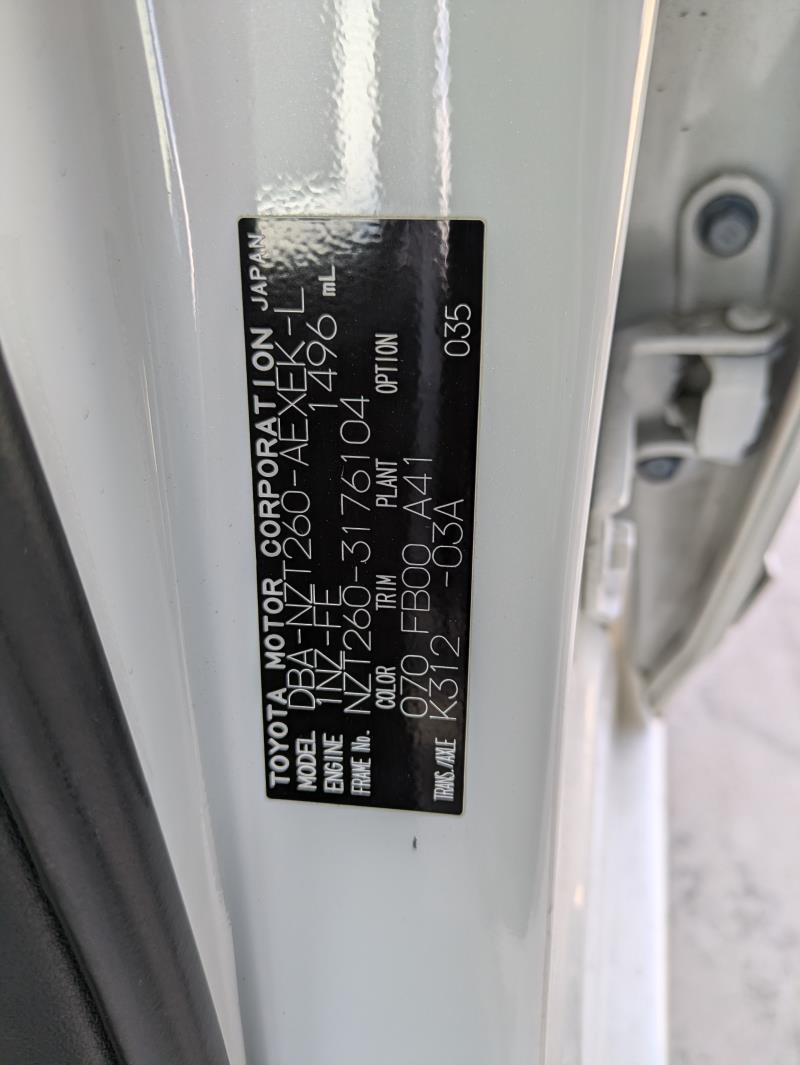 TOYOTA MOTOR CORPORATION JAPAN
MODEL DBA-NZT260-AEXEK-L
ENGINE 1NZ-FE 1496 mL
FRAME No. NZT260-3176104
COLOR TRIM PLANT OPTION
070 FB00 A41
TRANS./AXLE K312 -03A 035